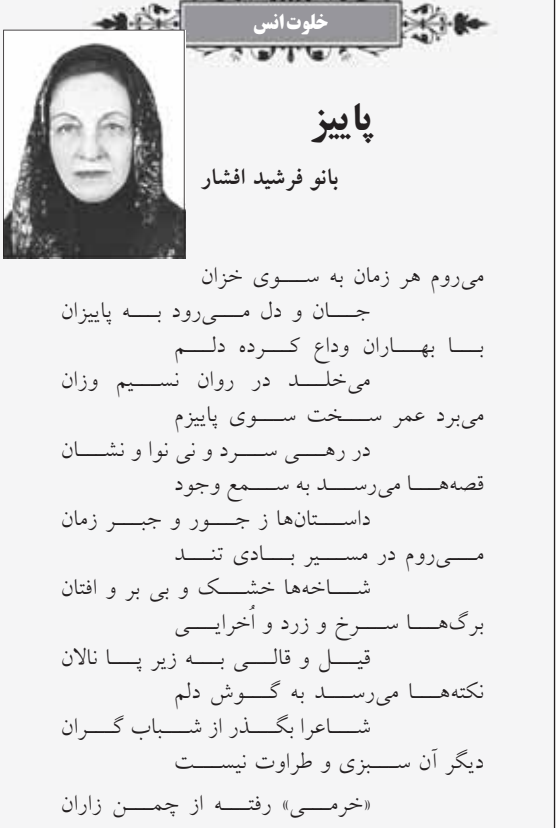 خلوت‌انس
پاییز
بانو فرشید افشار
می‌روم هر زمان به سوی خزان
جان و دل می‌رود به پاییزان
با بهاران وداع کرده دلم
می‌خلد در روان نسیم وزان
می‌برد عمر سخت سوی پاییزم
در رهی سرد و نی نوا و نشان
قصه‌ها می‌رسد به سمع وجود
داستان‌ها ز جور و جبر زمان
می‌روم در مسیر بادی تند
شاخه‌ها خشک و بی بر و افتان
برگ‌ها سرخ و زرد و اُخرایی
قیل و قالی به زیر پا نالان
نکته‌ها می‌رسد به گوش دلم
شاعرا بگذر از شباب گران
دیگر آن سبزی و طراوت نیست
«خرمی» رفته از چمن زاران